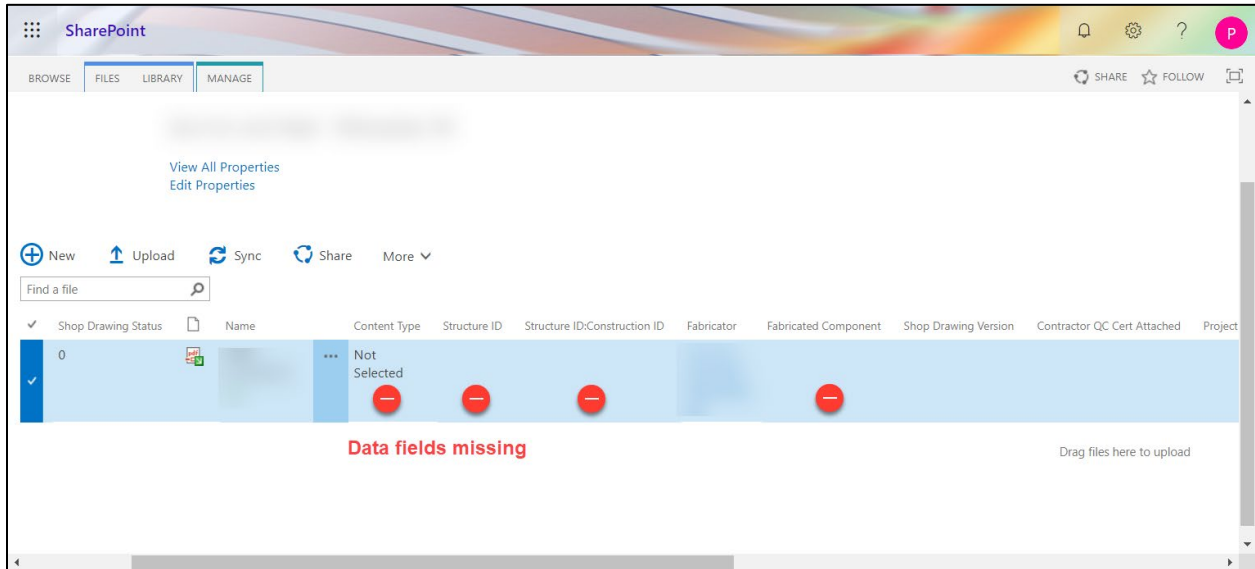 SharePoint
?
P
BROWSE FILES LIBRARY MANAGE SHARE FOLLOW
View All Properties
Edit Properties
New Upload Sync Share More
Find a file
Shop Drawing Status Name Content Type Structure ID Structure ID:Construction ID Fabricator Fabricated Component Shop Drawing Version Contractor QC Cert Attached Project
0 Not
Selected
Data fields missing
Drag files here to upload